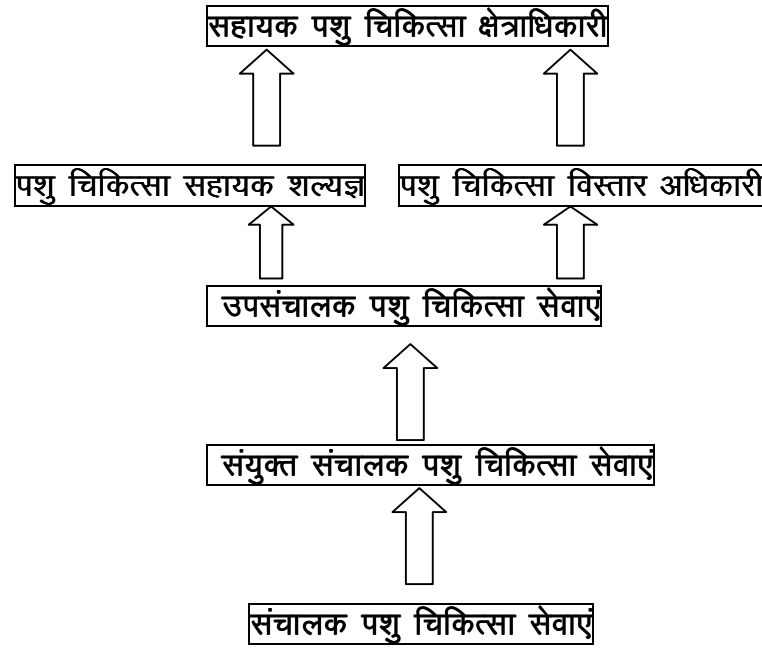 सहायक पशु चिकित्सा क्षेत्राधिकारी
पशु चिकित्सा सहायक शल्यज्ञ
पशु चिकित्सा विस्तार अधिकारी
उपसंचालक पशु चिकित्सा सेवाएं
संयुक्त संचालक पशु चिकित्सा सेवाएं
संचालक पशु चिकित्सा सेवाएं